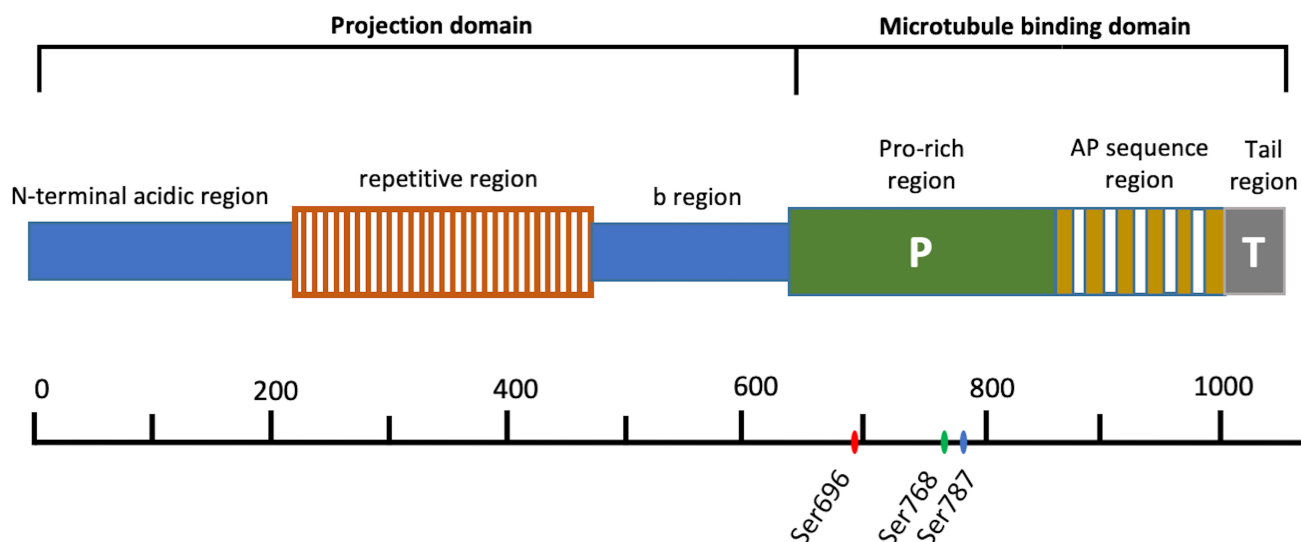 Projection domain
Microtubule binding domain
Pro-rich
region
AP sequence
region
Tail
region
N-terminal acidic region
repetitive region
b region
P
T
0
200
400
600
800
1000
Ser696
Ser768
Ser787